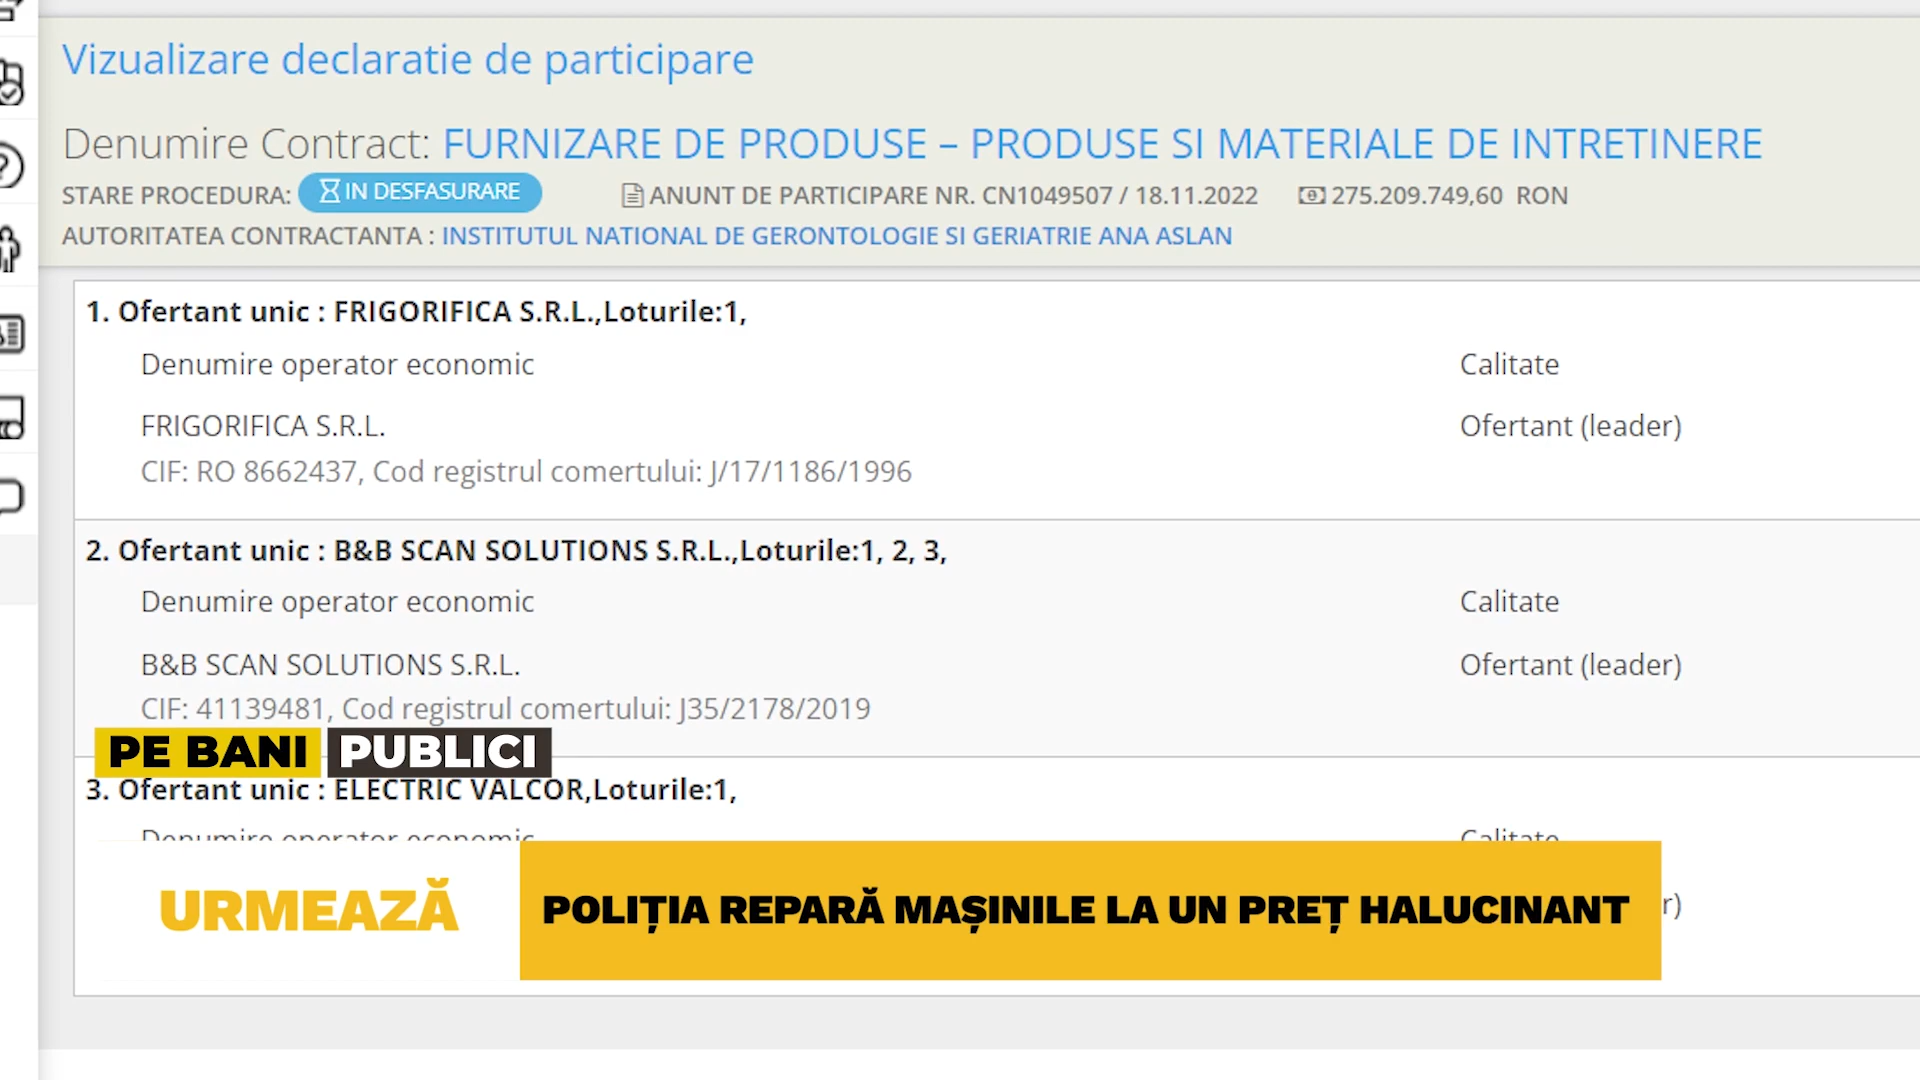 Vizualizare declaratie de participare
Denumire Contract: FURNIZARE DE PRODUSE – PRODUSE SI MATERIALE DE INTRETINERE
STARE PROCEDURA: IN DESFASURARE ANUNT DE PARTICIPARE NR. CN1049507 / 18.11.2022 275.209.749,60 RON
AUTORITATEA CONTRACTANTA : INSTITUTUL NATIONAL DE GERONTOLOGIE SI GERIATRIE ANA ASLAN
1. Ofertant unic : FRIGORIFICA S.R.L.,Loturile:1,
Denumire operator economic Calitate
FRIGORIFICA S.R.L. Ofertant (leader)
CIF: RO 8662437, Cod registrul comertului: J/17/1186/1996
2. Ofertant unic : B&B SCAN SOLUTIONS S.R.L.,Loturile:1, 2, 3,
Denumire operator economic Calitate
B&B SCAN SOLUTIONS S.R.L. Ofertant (leader)
CIF: 41139481, Cod registrul comertului: J35/2178/2019
PE BANI PUBLICI
3. Ofertant unic : ELECTRIC VALCOR,Loturile:1,
Denumire operator economic Calitate
URMEAZĂ POLIȚIA REPARĂ MAȘINILE LA UN PREȚ HALUCINANT r)